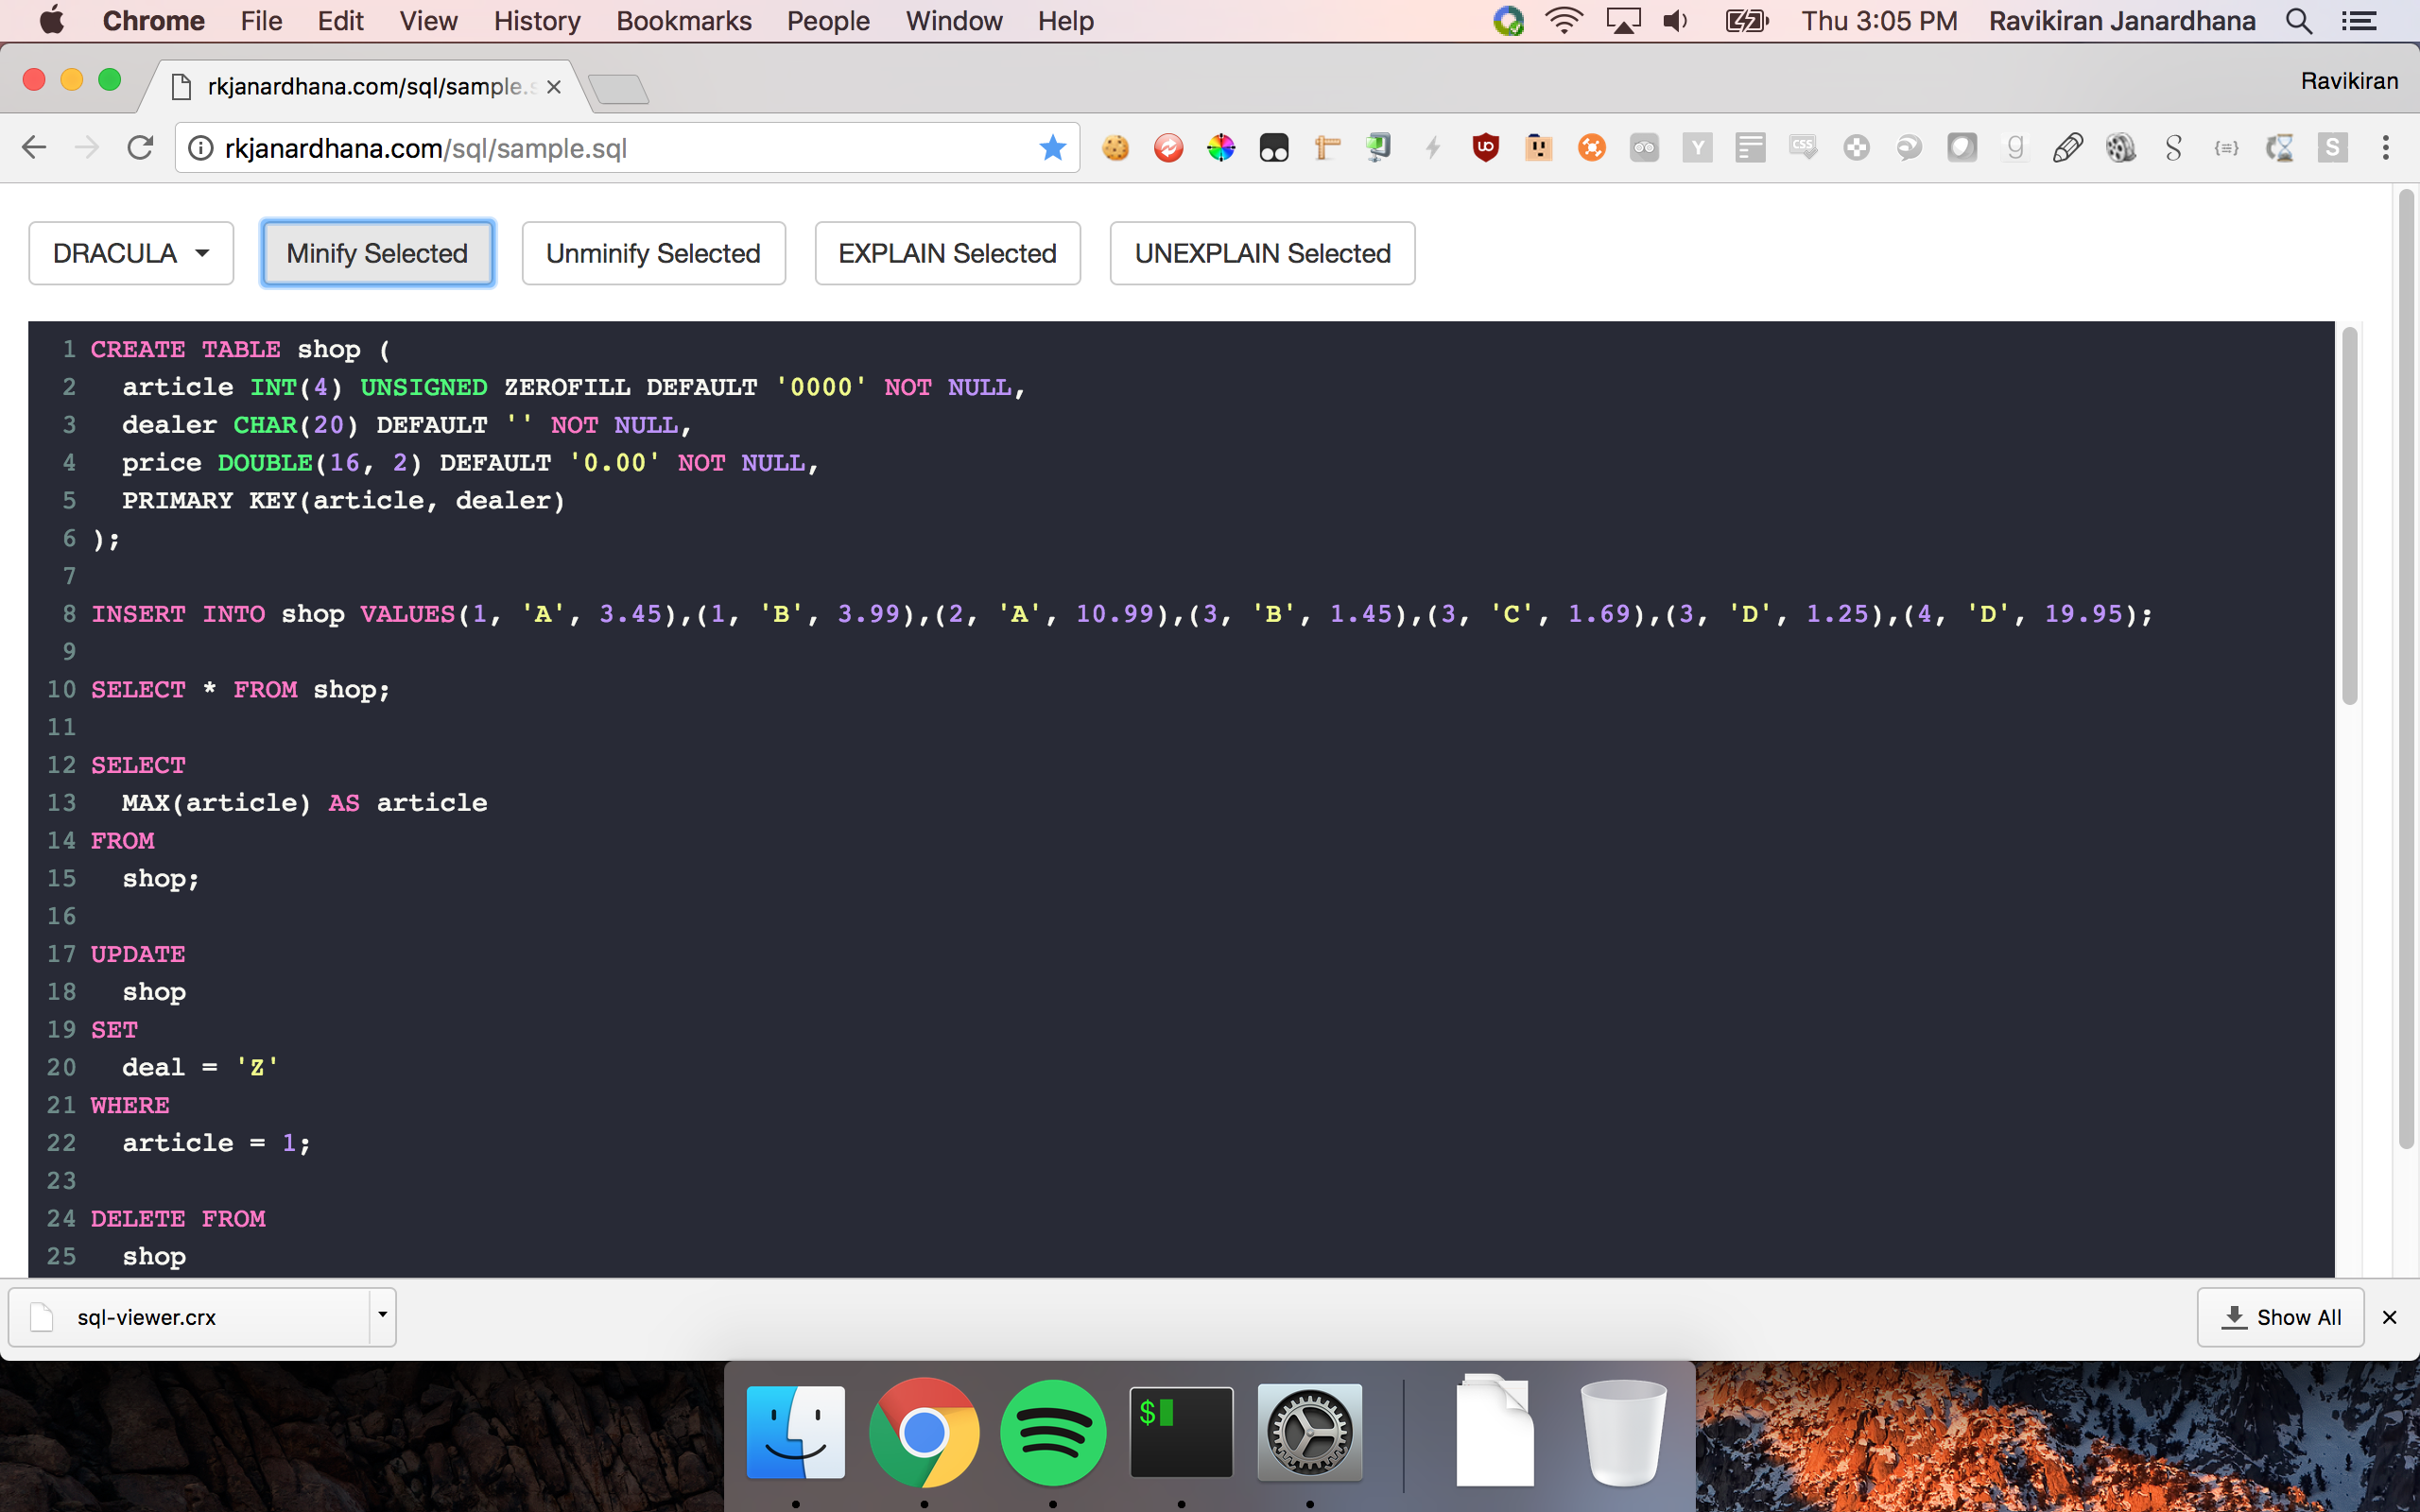 Chrome File Edit View History Bookmarks People Window Help Thu 3:05 PM Ravikiran Janardhana
rkjanardhana.com/sql/sample.s Ravikiran
rkjanardhana.com/sql/sample.sql
DRACULA Minify Selected Unminify Selected EXPLAIN Selected UNEXPLAIN Selected
1 CREATE TABLE shop (
2 article INT(4) UNSIGNED ZEROFILL DEFAULT '0000' NOT NULL,
3 dealer CHAR(20) DEFAULT '' NOT NULL,
4 price DOUBLE(16, 2) DEFAULT '0.00' NOT NULL,
5 PRIMARY KEY(article, dealer)
6 );
7
8 INSERT INTO shop VALUES(1, 'A', 3.45),(1, 'B', 3.99),(2, 'A', 10.99),(3, 'B', 1.45),(3, 'C', 1.69),(3, 'D', 1.25),(4, 'D', 19.95);
9
10 SELECT * FROM shop;
11
12 SELECT
13 MAX(article) AS article
14 FROM
15 shop;
16
17 UPDATE
18 shop
19 SET
20 deal = 'Z'
21 WHERE
22 article = 1;
23
24 DELETE FROM
25 shop
sql-viewer.crx Show All
$